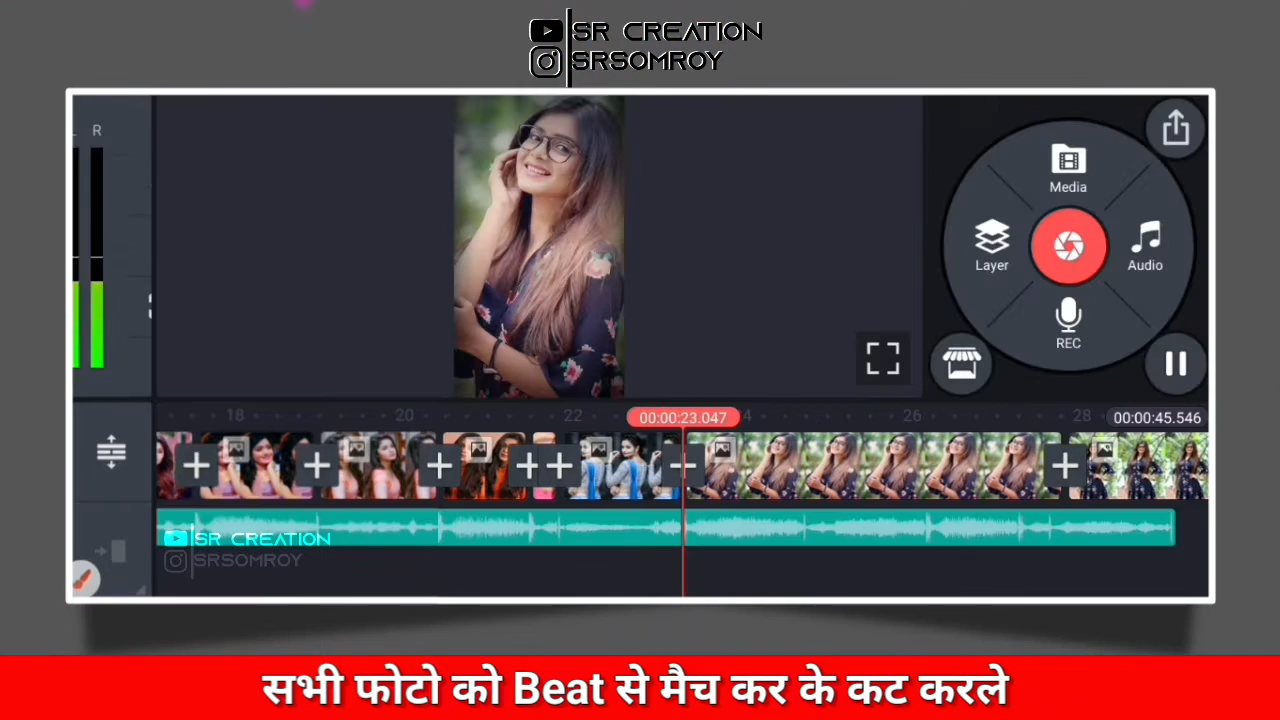 SR CREATION
SRSOMROY
R
Media
Layer
Audio
REC
18
20
22
00:00:23.047
4
26
28
00:00:45.546
SR CREATION
SRSOMROY
सभी फोटो को Beat से मैच कर के कट करले